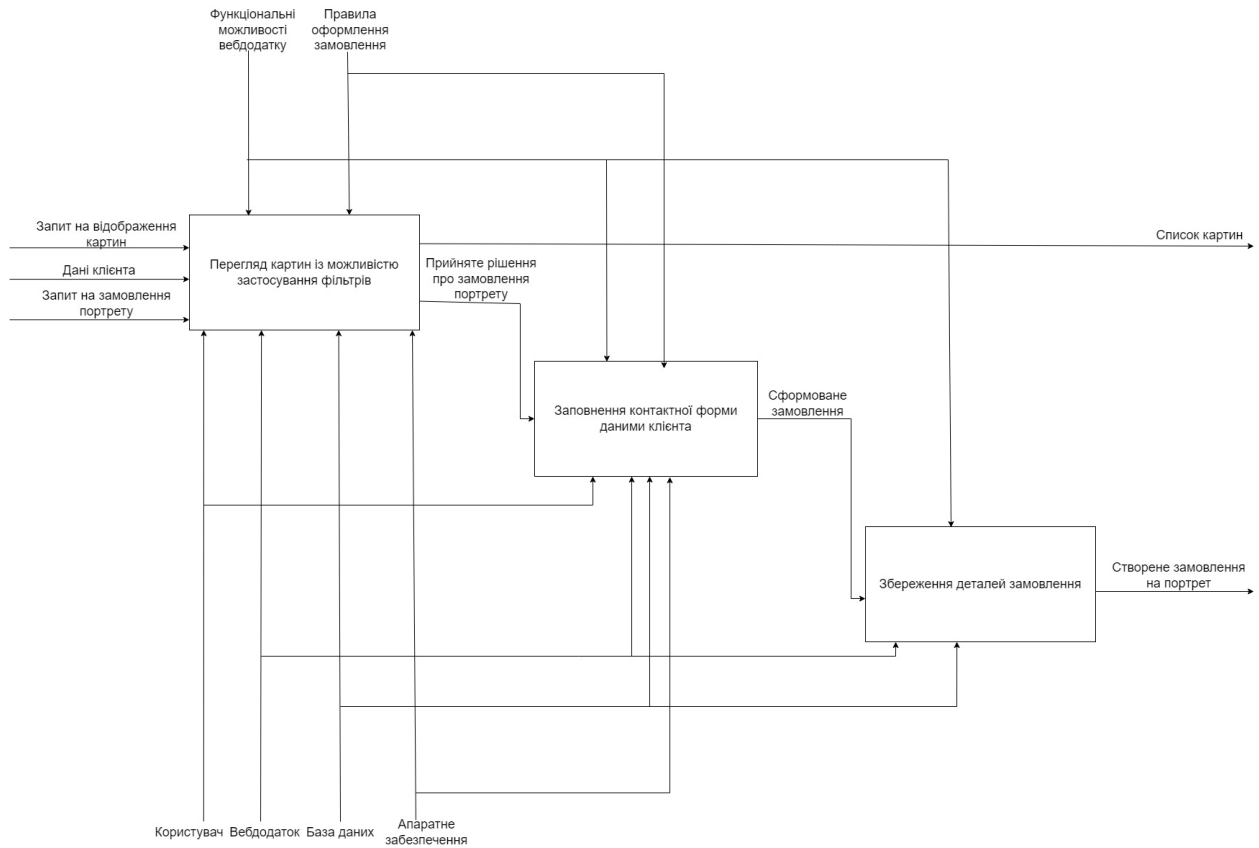 Функціональні
можливості
вебдодатку
Правила
оформлення
замовлення
Запит на відображення
картин
Дані клієнта
Запит на замовлення
портрету
Перегляд картин із можливістю
застосування фільтрів
Список картин
Прийняте рішення
про замовлення
портрету
Заповнення контактної форми
даними клієнта
Сформоване
замовлення
Збереження деталей замовлення
Створене замовлення
на портрет
Користувач
Вебдодаток
База даних
Апаратне
забезпечення